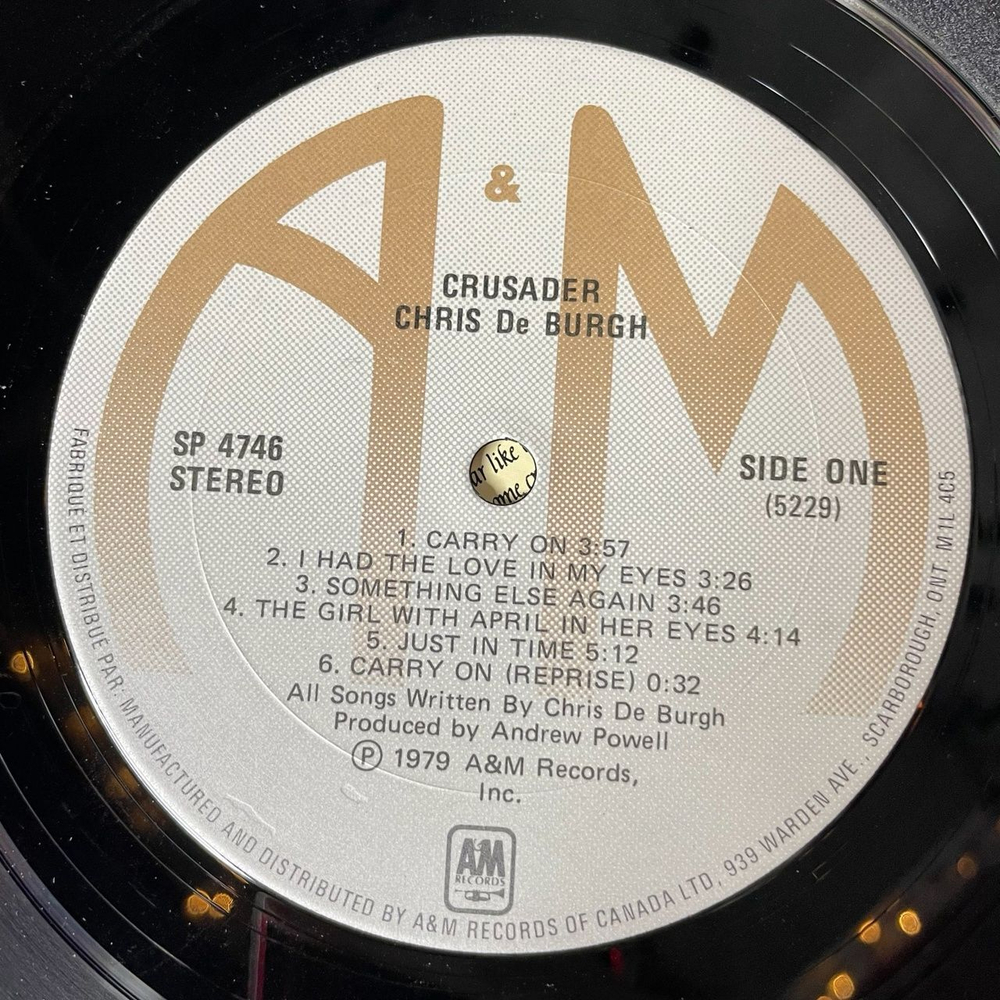 A & M
CRUSADER
CHRIS De BURGH
SP 4746
STEREO
SIDE ONE
(5229)
ar like
me
1. CARRY ON 3:57
2. I HAD THE LOVE IN MY EYES 3:26
3. SOMETHING ELSE AGAIN 3:46
4. THE GIRL WITH APRIL IN HER EYES 4:14
5. JUST IN TIME 5:12
6. CARRY ON (REPRISE) 0:32
All Songs Written By Chris De Burgh
Produced by Andrew Powell
℗ 1979 A&M Records,
Inc.
A&M
RECORDS
FABRIQUE ET DISTRIBUE PAR: MANUFACTURED AND DISTRIBUTED BY A&M RECORDS OF CANADA LTD, 939 WARDEN AVE., SCARBOROUGH, ONT. M1L 4C5